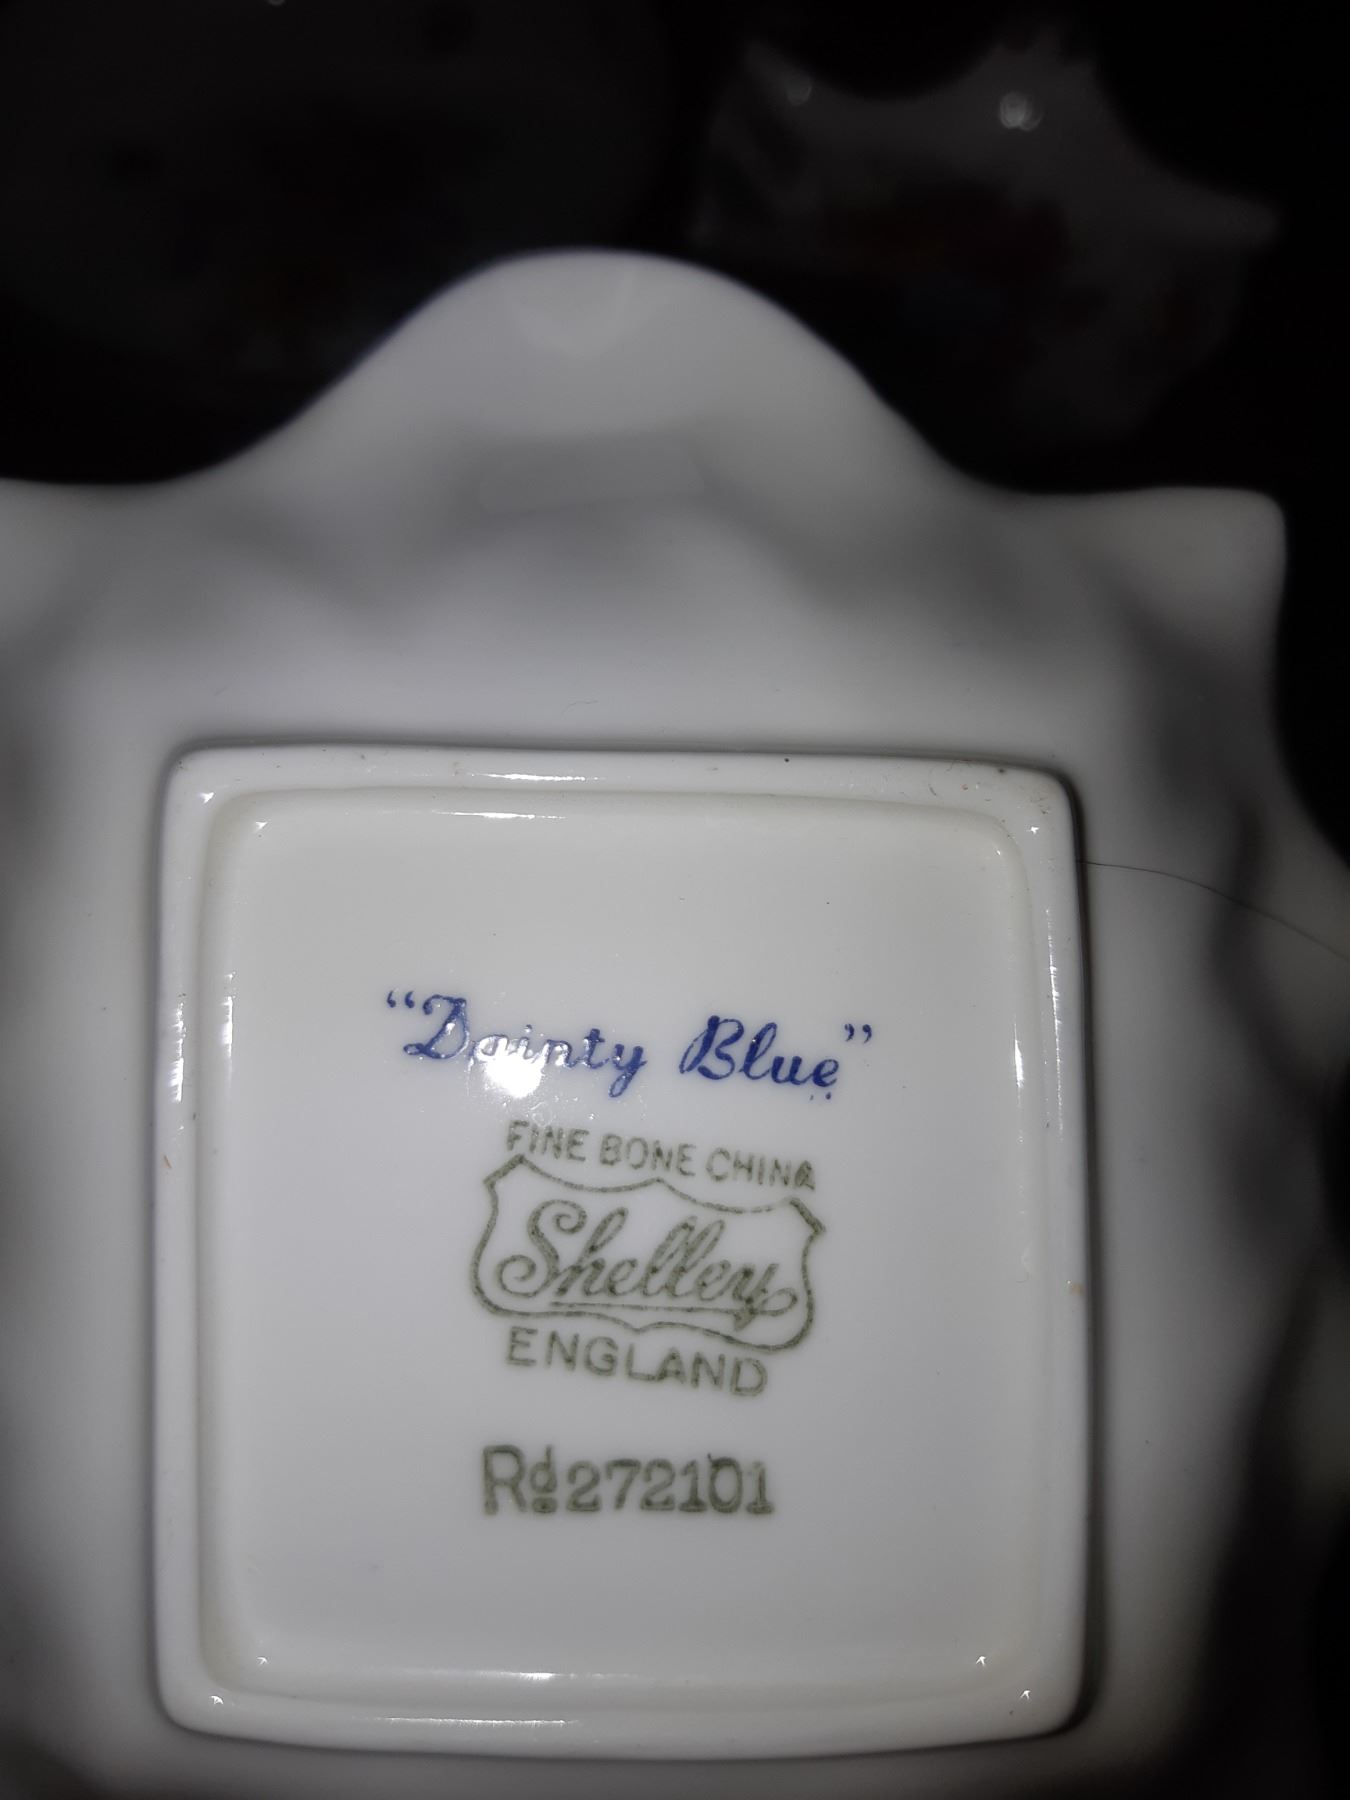 “Dainty Blue”
FINE BONE CHINA
Shelley
ENGLAND
Rd 272101